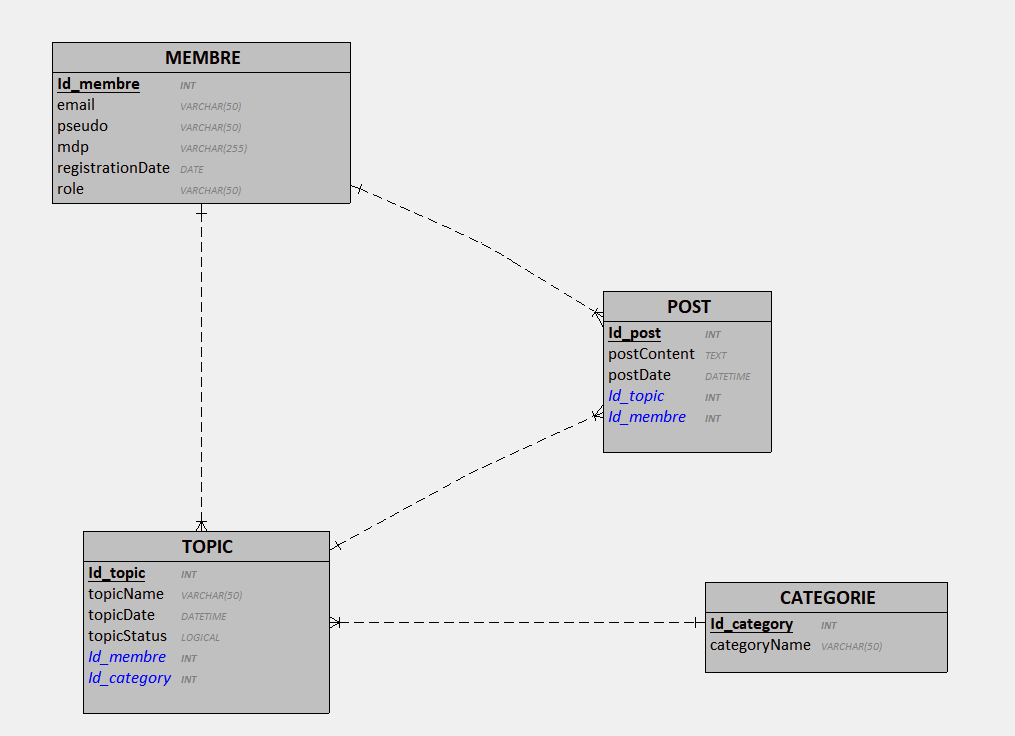 MEMBRE
Id_membre INT
email VARCHAR(50)
pseudo VARCHAR(50)
mdp VARCHAR(255)
registrationDate DATE
role VARCHAR(50)
POST
Id_post INT
postContent TEXT
postDate DATETIME
Id_topic INT
Id_membre INT
TOPIC
Id_topic INT
topicName VARCHAR(50)
topicDate DATETIME
topicStatus LOGICAL
Id_membre INT
Id_category INT
CATEGORIE
Id_category INT
categoryName VARCHAR(50)